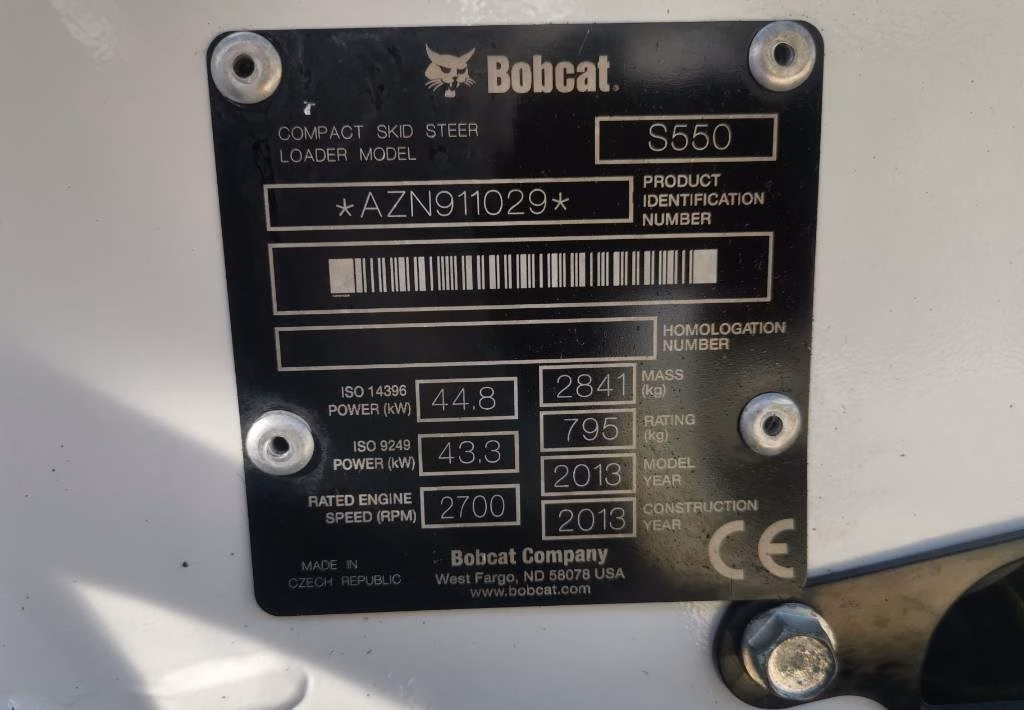 Bobcat
COMPACT SKID STEER
LOADER MODEL
S550
*AZN911029*
PRODUCT
IDENTIFICATION
NUMBER
HOMOLOGATION
NUMBER
ISO 14396
POWER (kW)
44.8
2841
MASS
(kg)
ISO 9249
POWER (kW)
43.3
795
RATING
(kg)
2013
MODEL
YEAR
RATED ENGINE
SPEED (RPM)
2700
2013
CONSTRUCTION
YEAR
MADE IN
CZECH REPUBLIC
Bobcat Company
West Fargo, ND 58078 USA
www.bobcat.com
CE